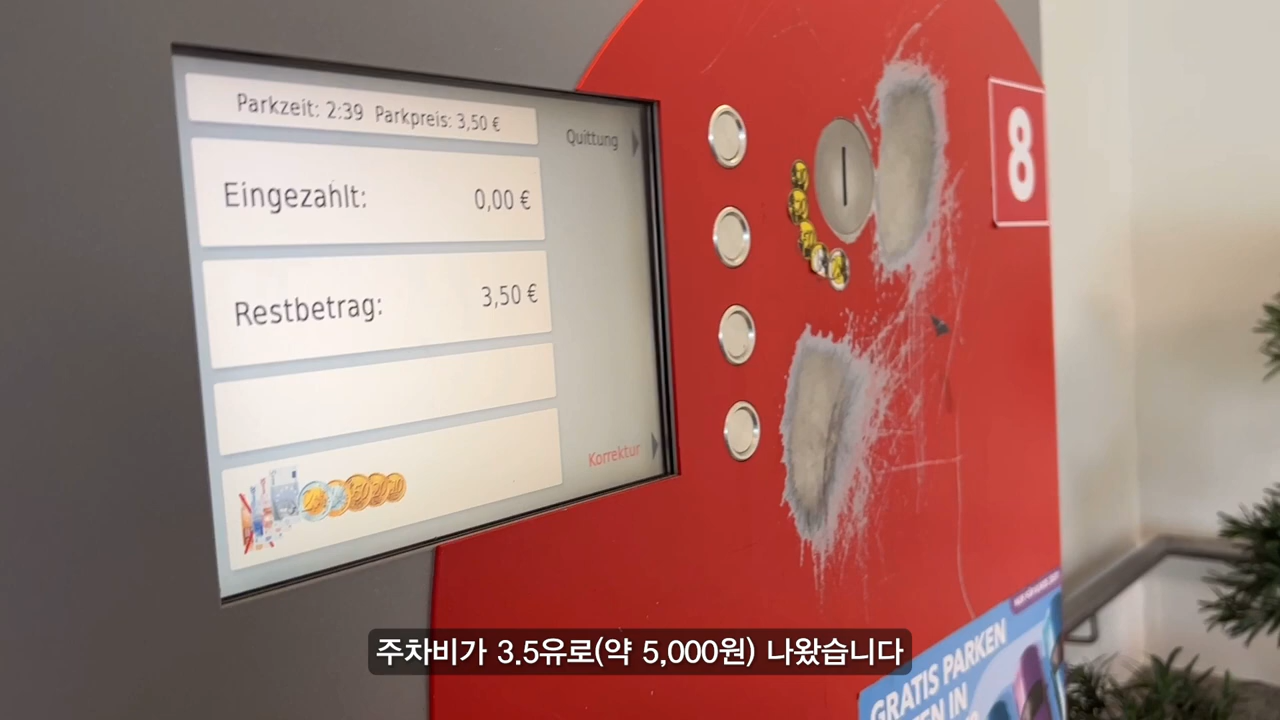 Parkzeit: 2:39 Parkpreis: 3,50 €
Quittung
Eingezahlt: 0,00 €
Restbetrag: 3,50 €
Korrektur
8
GRATIS PARKEN
IN
주차비가 3.5유로(약 5,000원) 나왔습니다